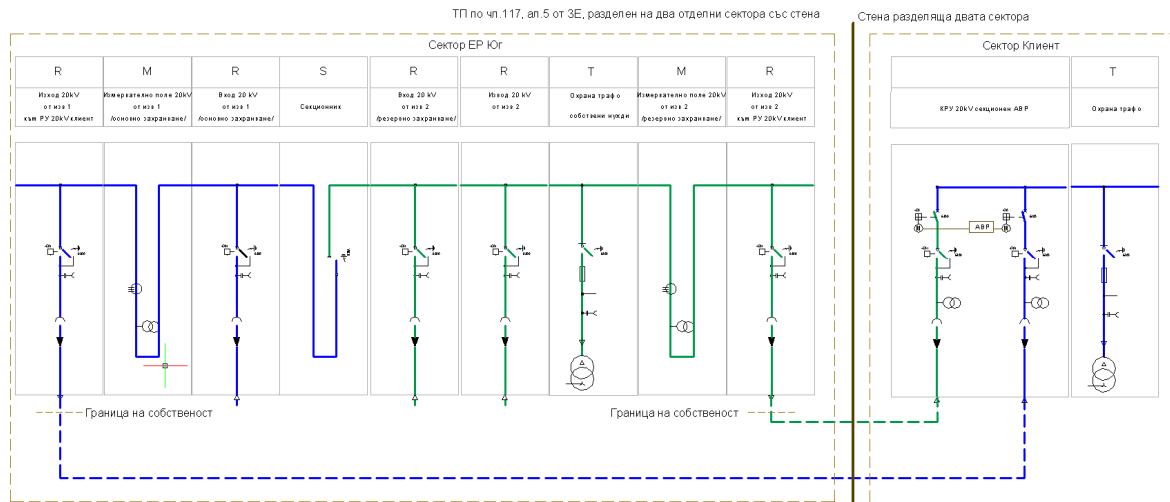 ТП по чл.117, ал.5 от ЗЕ, разделен на два отделни сектора със стена
Стена разделяща двата сектора
Сектор ЕР Юг
Сектор Клиент
R
M
R
S
R
R
T
M
R
T
Изход 20kV
от изв 1
към РУ 20kV клиент
Измервателно поле 20kV
от изв 1
/основно захранване/
Вход 20 kV
от изв 1
/основно захранване/
Секционник
Вход 20 kV
от изв 2
/резервно захранване/
Изход 20 kV
от изв 2
Охрана трафо
собствени нужди
Измервателно поле 20kV
от изв 2
/резервно захранване/
Изход 20 kV
от изв 2
към РУ 20kV клиент
КРУ 20kV секционен АВР
Охрана трафо
АВР
Граница на собственост
Граница на собственост